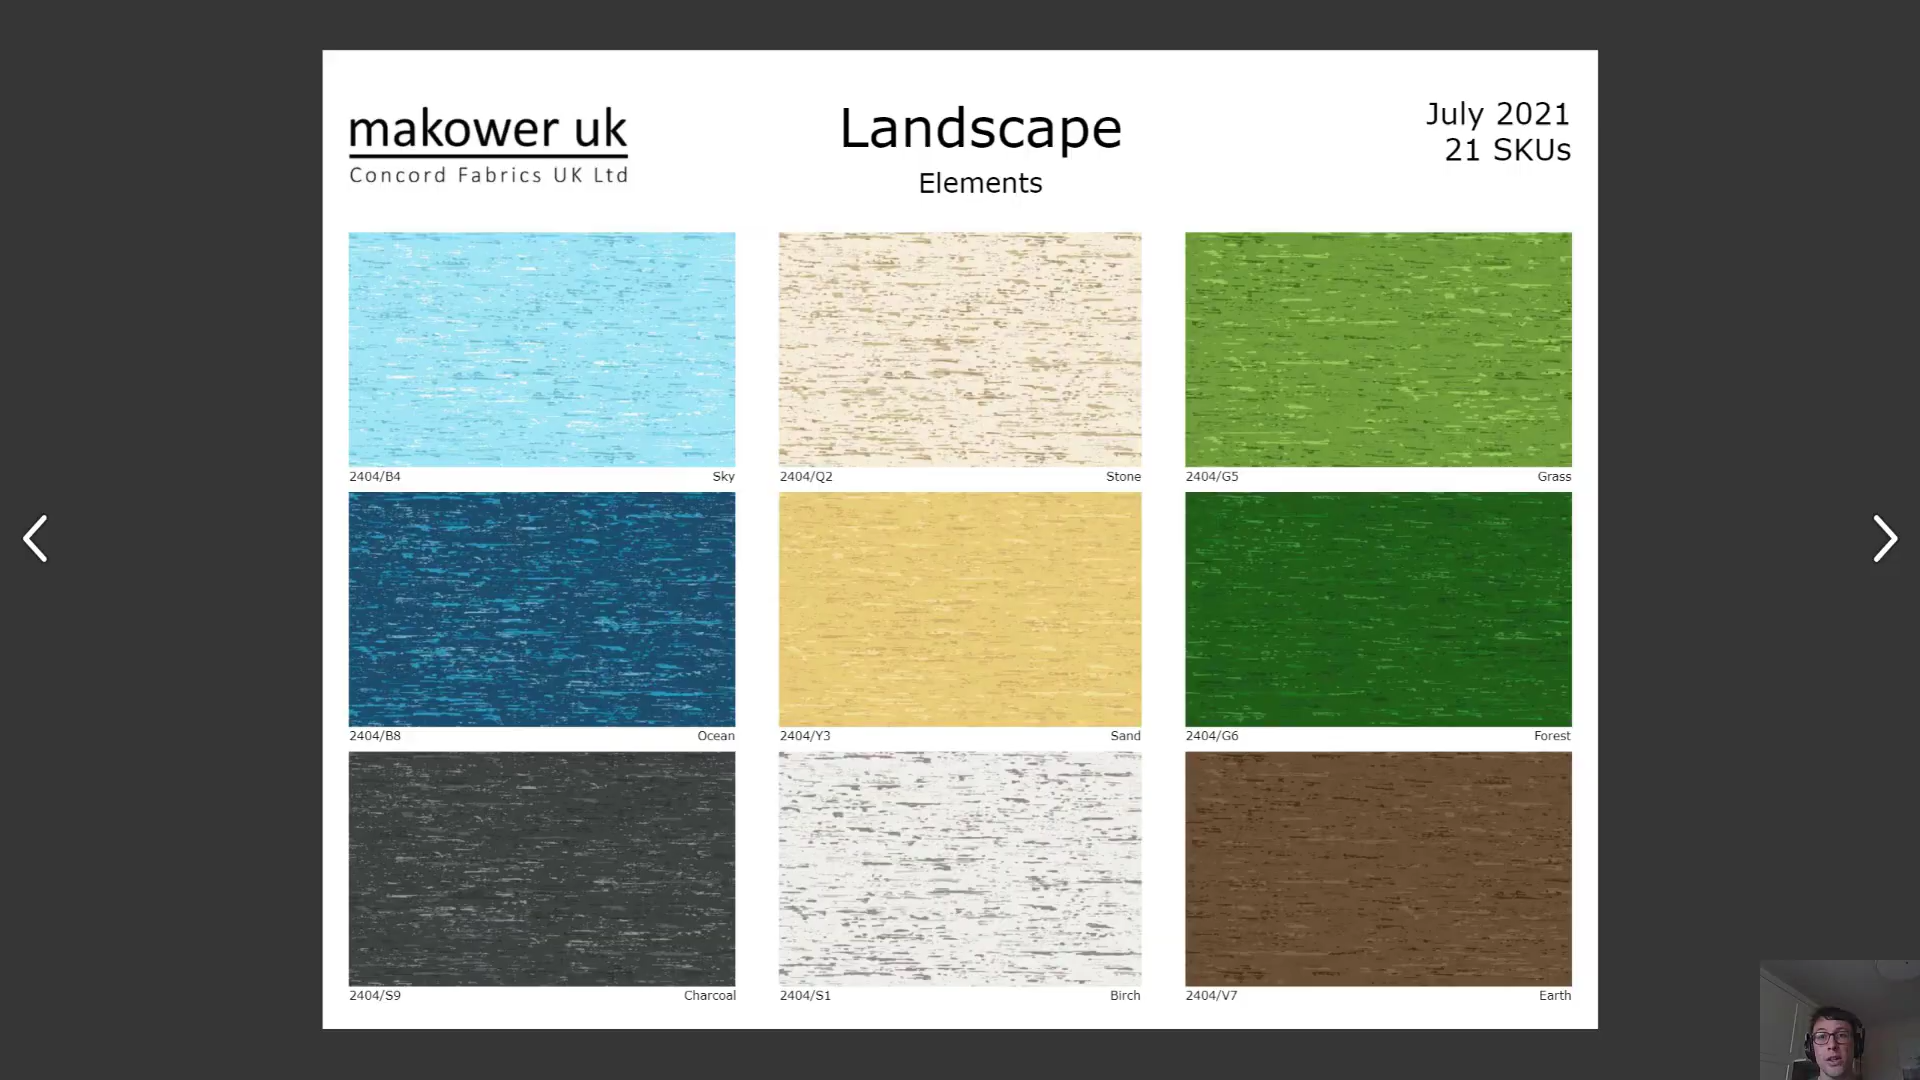 makower uk
Concord Fabrics UK Ltd
Landscape
Elements
July 2021
21 SKUs
2404/B4 Sky
2404/Q2 Stone
2404/G5 Grass
2404/B8 Ocean
2404/Y3 Sand
2404/G6 Forest
2404/S9 Charcoal
2404/S1 Birch
2404/V7 Earth